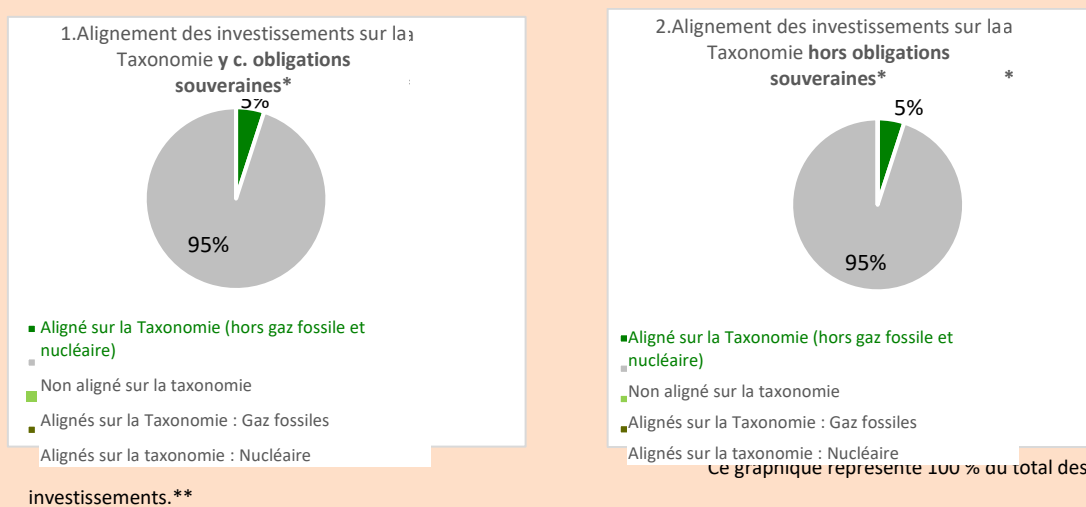 1.Alignement des investissements sur la
Taxonomie y c. obligations
souveraines*
5%
95%
Aligné sur la Taxonomie (hors gaz fossile et
nucléaire)
Non aligné sur la taxonomie
Alignés sur la Taxonomie : Gaz fossiles
Alignés sur la taxonomie : Nucléaire
2.Alignement des investissements sur laa
Taxonomie hors obligations
souveraines* *
5%
95%
Aligné sur la Taxonomie (hors gaz fossile et
nucléaire)
Non aligné sur la taxonomie
Alignés sur la Taxonomie : Gaz fossiles
Alignés sur la taxonomie : Nucléaire
Ce graphique représente 100 % du total des
investissements.**